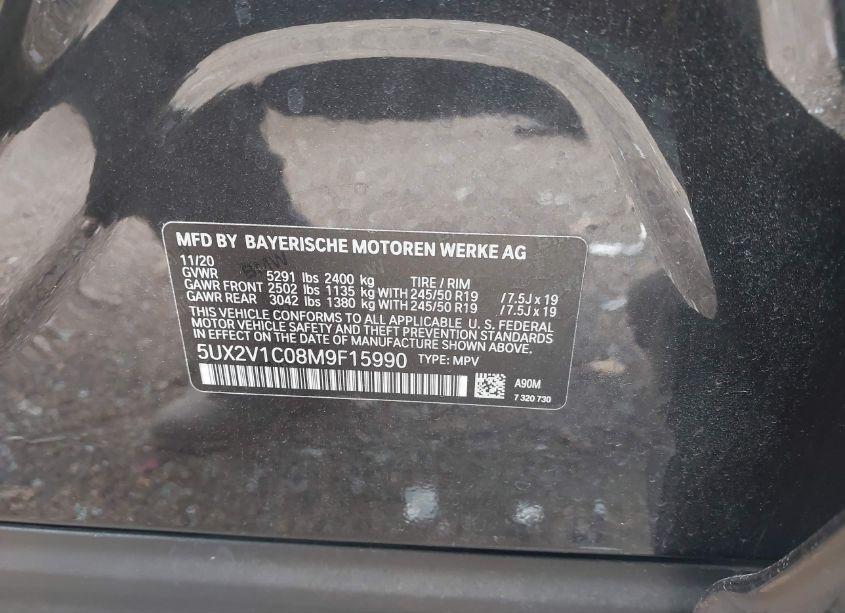 MFD BY BAYERISCHE MOTOREN WERKE AG
11/20
GVWR 5291 lbs 2400 kg TIRE / RIM
GAWR FRONT 2502 lbs 1135 kg WITH 245/50 R19 / 7.5J x 19
GAWR REAR 3042 lbs 1380 kg WITH 245/50 R19 / 7.5J x 19
THIS VEHICLE CONFORMS TO ALL APPLICABLE U. S. FEDERAL
MOTOR VEHICLE SAFETY AND THEFT PREVENTION STANDARDS
IN EFFECT ON THE DATE OF MANUFACTURE SHOWN ABOVE.
5UX2V1C08M9F15990 TYPE: MPV
A90M
7 320 730
BMW